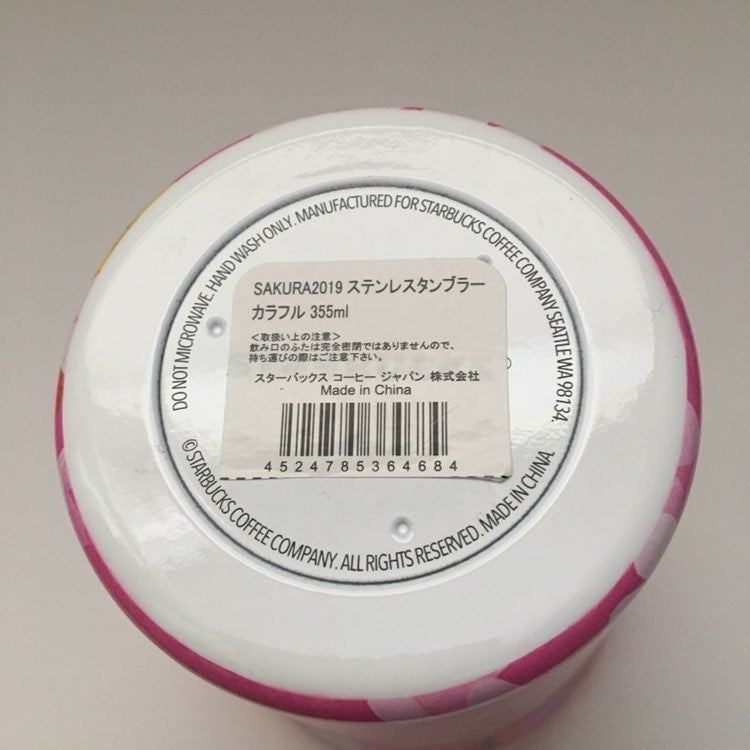 DO NOT MICROWAVE. HAND WASH ONLY. MANUFACTURED FOR STARBUCKS COFFEE COMPANY SEATTLE WA 98134.
SAKURA2019 ステンレスタンブラー
カラフル 355ml
<取扱い上の注意>
飲み口のふたは完全密閉ではありませんので、
持ち運びの際はご注意下さい。
スターバックス コーヒー ジャパン 株式会社
Made in China
4524785364684
©STARBUCKS COFFEE COMPANY. ALL RIGHTS RESERVED. MADE IN CHINA.